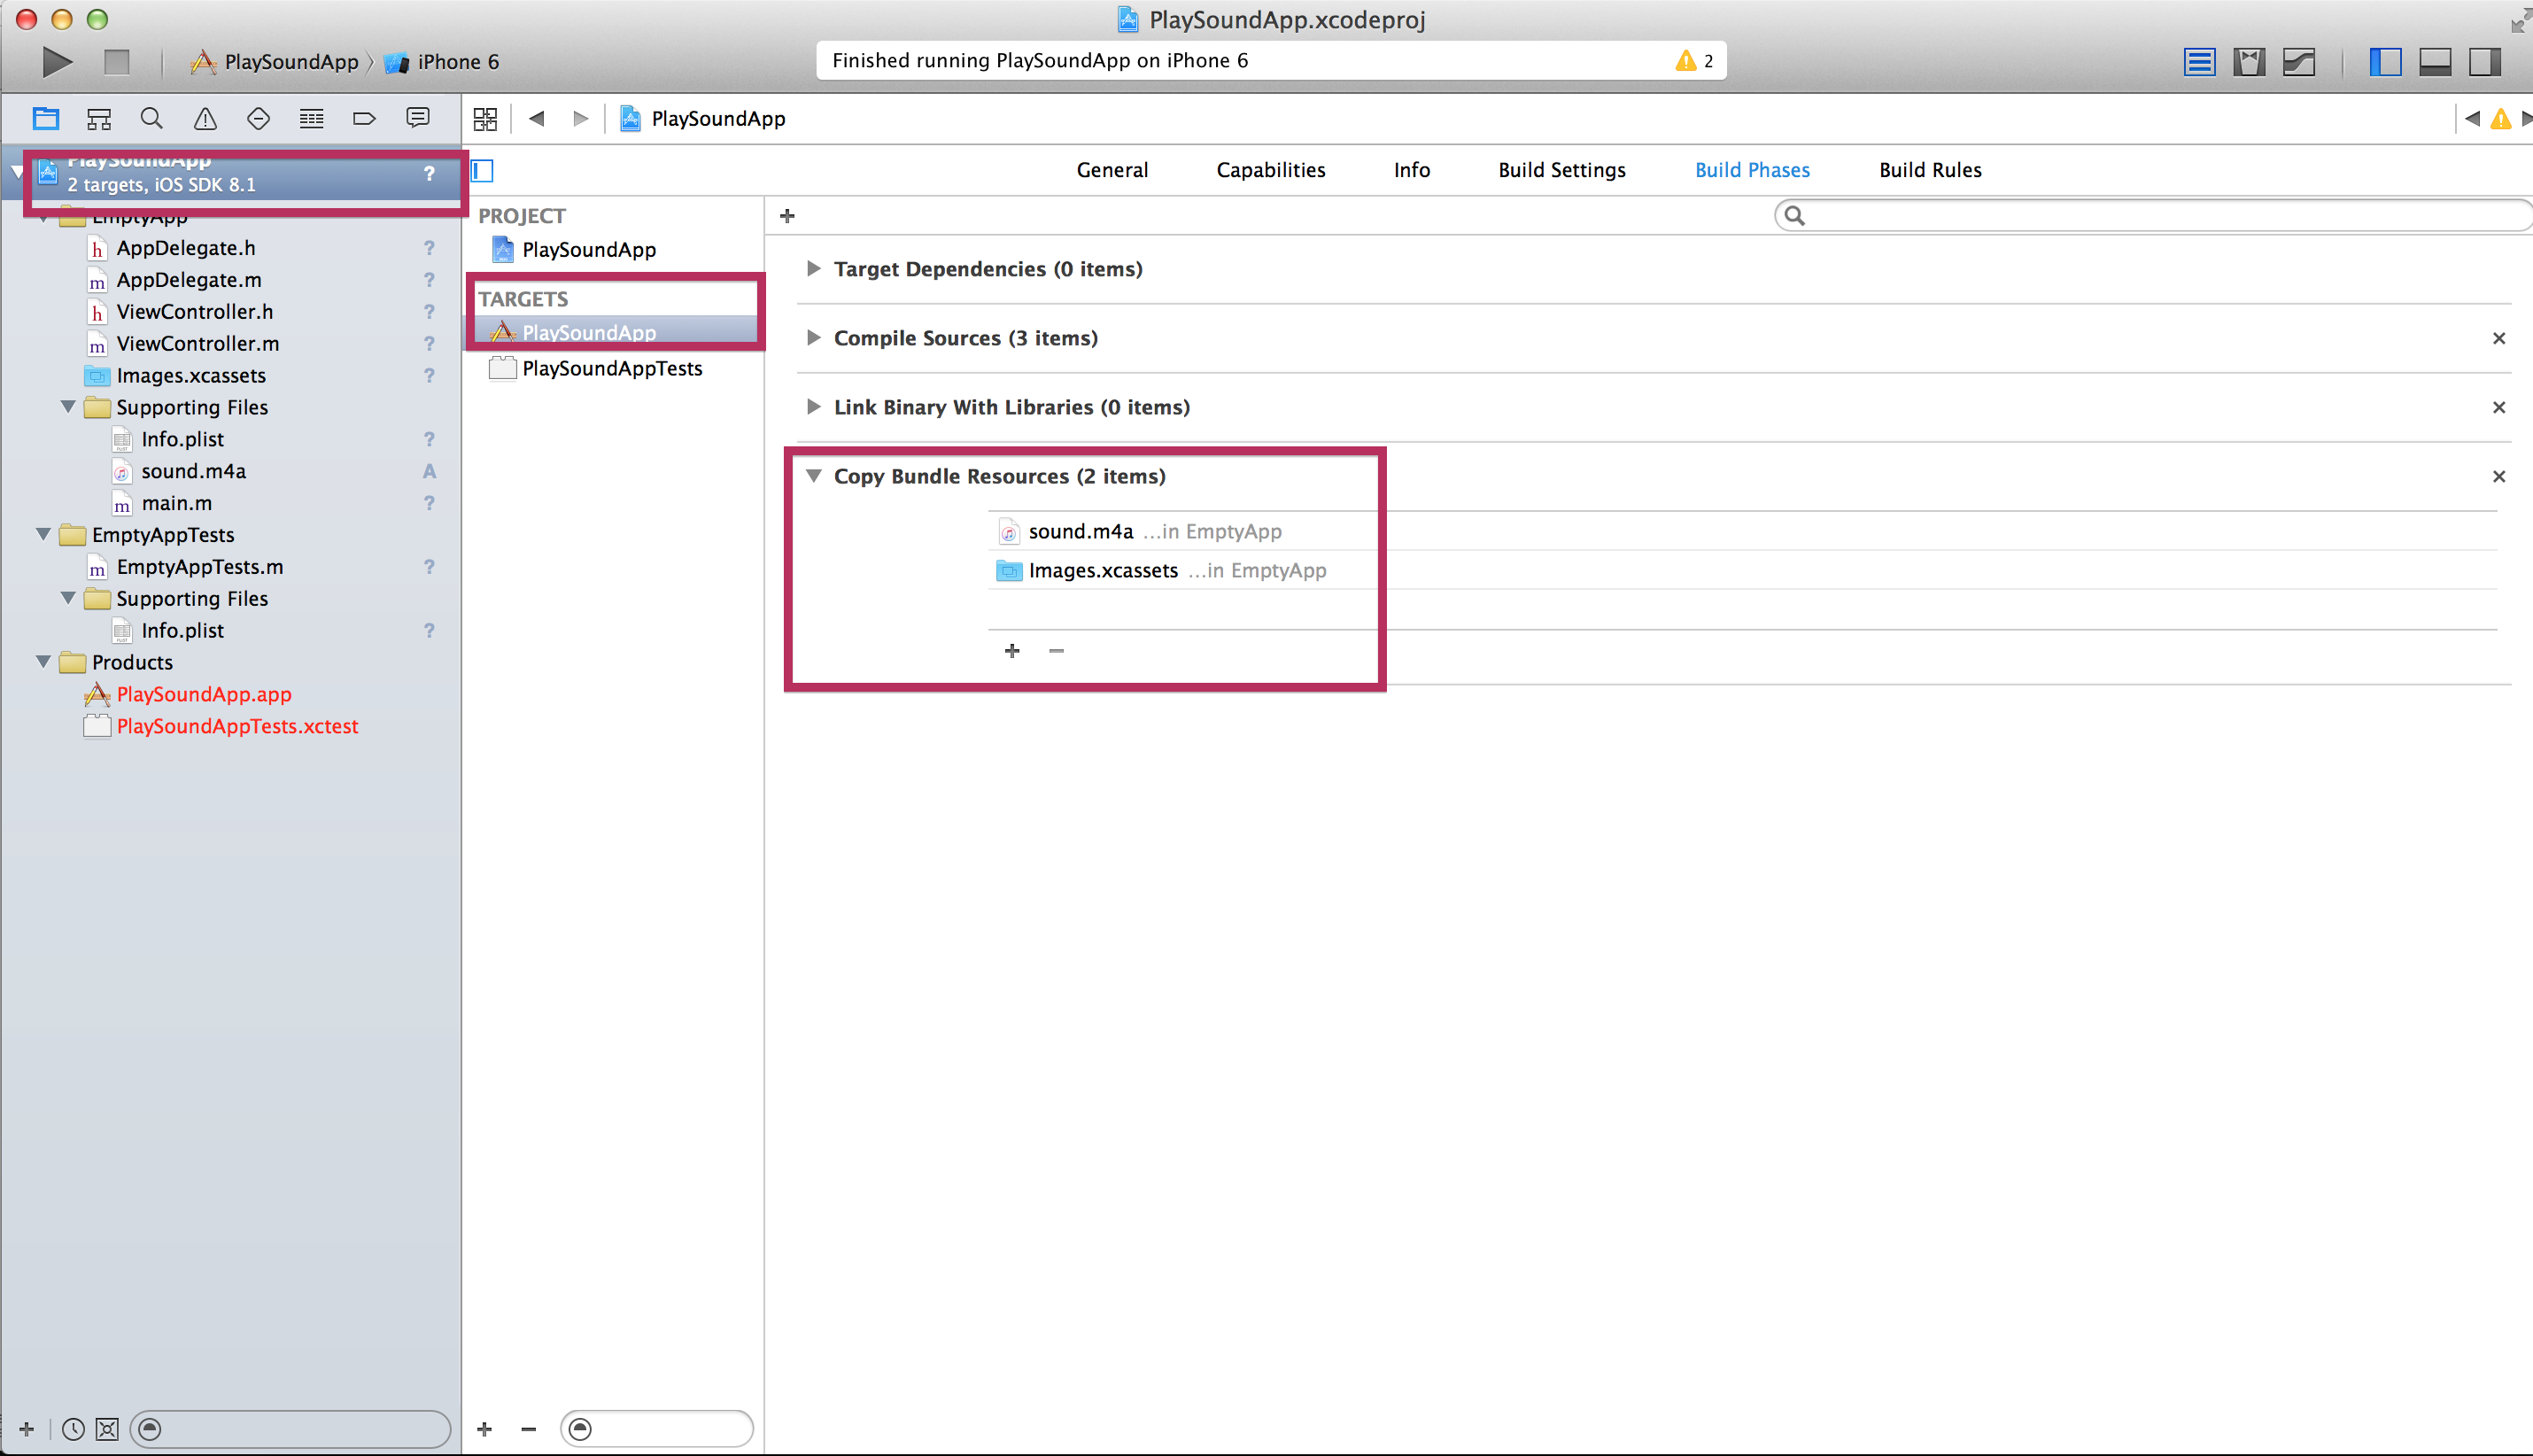 PlaySoundApp.xcodeproj
PlaySoundApp iPhone 6
Finished running PlaySoundApp on iPhone 6 2
PlaySoundApp
PlaySoundApp
2 targets, iOS SDK 8.1 ?
EmptyApp
h AppDelegate.h ?
m AppDelegate.m ?
h ViewController.h ?
m ViewController.m ?
Images.xcassets ?
Supporting Files
Info.plist ?
sound.m4a A
m main.m ?
EmptyAppTests
m EmptyAppTests.m ?
Supporting Files
Info.plist ?
Products
PlaySoundApp.app
PlaySoundAppTests.xctest
General Capabilities Info Build Settings Build Phases Build Rules
PROJECT
PlaySoundApp
TARGETS
PlaySoundApp
PlaySoundAppTests
Target Dependencies (0 items)
Compile Sources (3 items)
Link Binary With Libraries (0 items)
Copy Bundle Resources (2 items)
sound.m4a ...in EmptyApp
Images.xcassets ...in EmptyApp